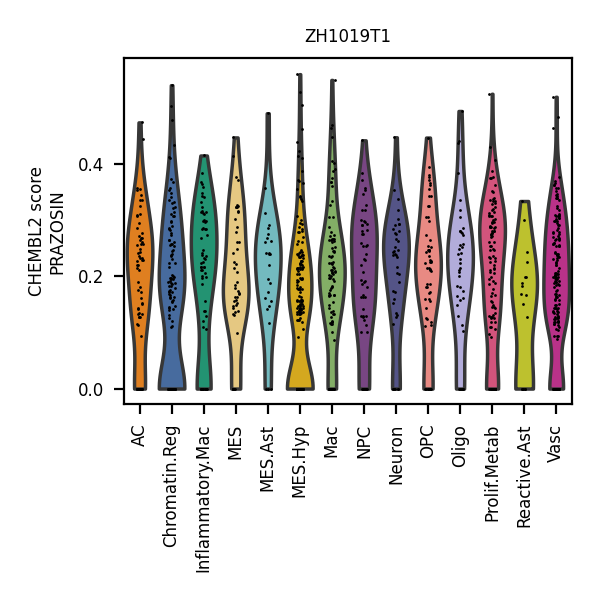 ZH1019T1
CHEMBL2 score
PRAZOSIN
0.4
0.2
0.0
AC
Chromatin.Reg
Inflammatory.Mac
MES
MES.Ast
MES.Hyp
Mac
NPC
Neuron
OPC
Oligo
Prolif.Metab
Reactive.Ast
Vasc